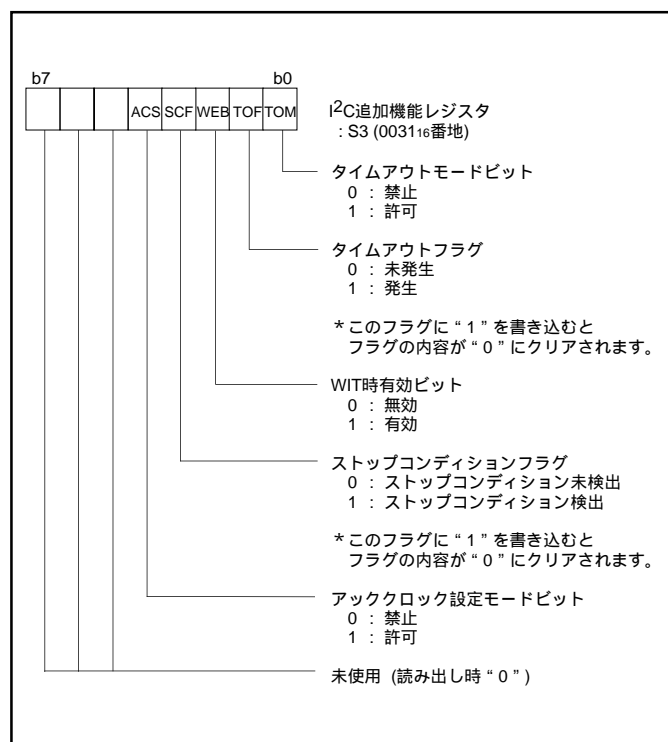 b7 b0
ACS SCF WEB TOF TOM
I2C追加機能レジスタ
: S3 (003116番地)
タイムアウトモードビット
0 : 禁止
1 : 許可
タイムアウトフラグ
0 : 未発生
1 : 発生
*このフラグに“1”を書き込むと
フラグの内容が“0”にクリアされます。
WIT時有効ビット
0 : 無効
1 : 有効
ストップコンディションフラグ
0 : ストップコンディション未検出
1 : ストップコンディション検出
*このフラグに“1”を書き込むと
フラグの内容が“0”にクリアされます。
アッククロック設定モードビット
0 : 禁止
1 : 許可
未使用 (読み出し時“0”)